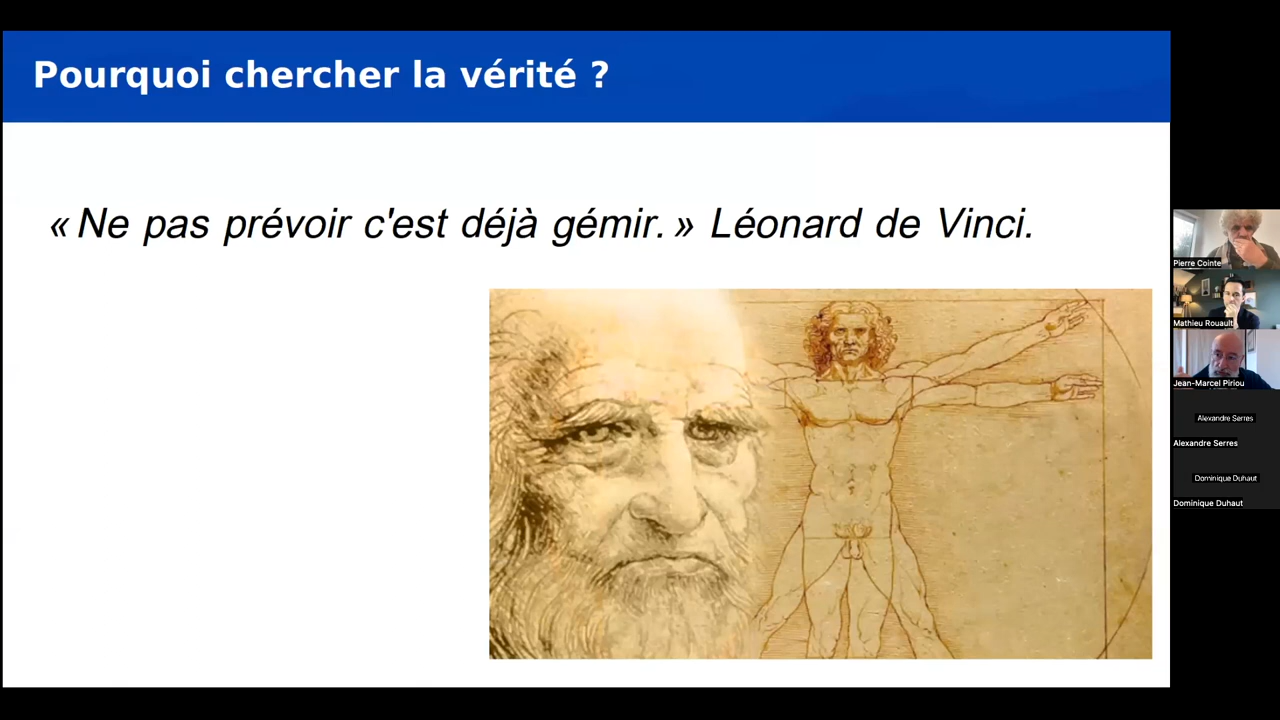 Pourquoi chercher la vérité ?
« Ne pas prévoir c'est déjà gémir. » Léonard de Vinci.
Pierre Cointe
Mathieu Rouault
Jean-Marcel Piriou
Alexandre Serres
Alexandre Serres
Dominique Duhaut
Dominique Duhaut